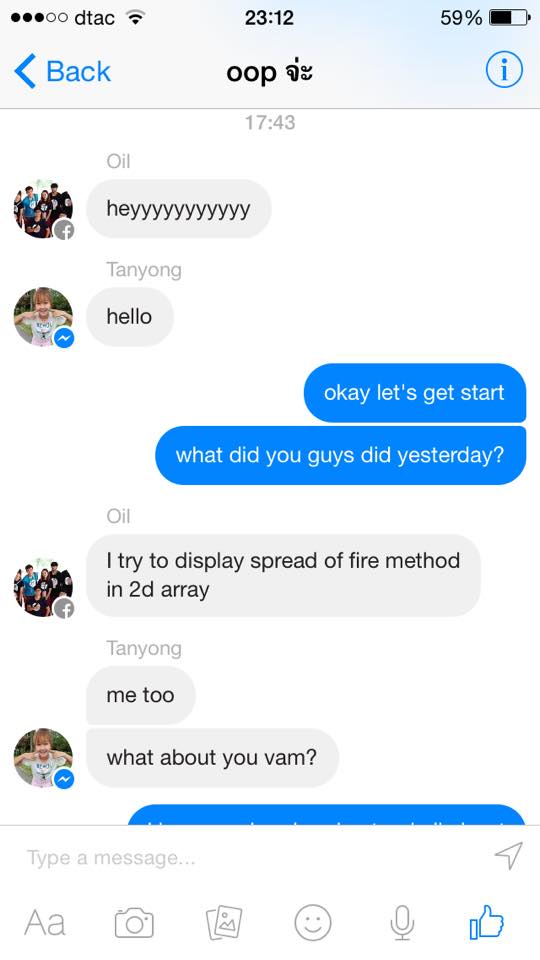 dtac 23:12 59%
Back oop จ่ะ i
17:43
Oil
heyyyyyyyyyyy
Tanyong
hello
okay let's get start
what did you guys did yesterday?
Oil
I try to display spread of fire method
in 2d array
Tanyong
me too
what about you vam?
Type a message...
Aa